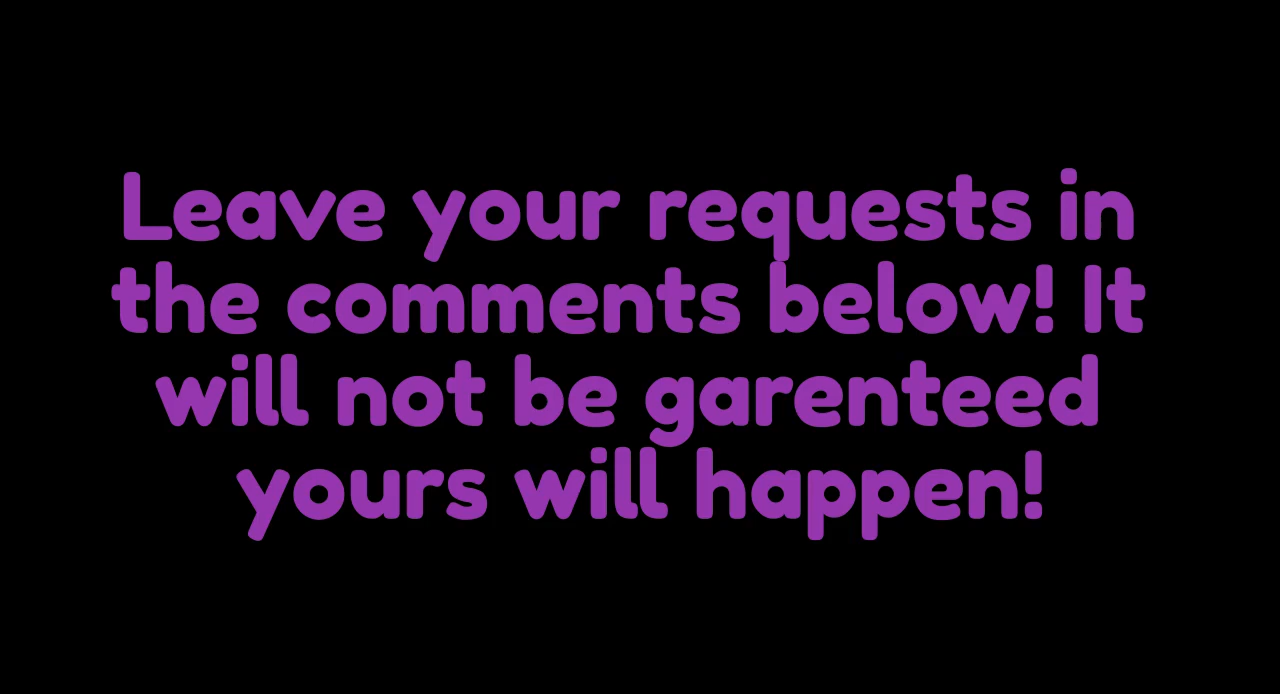 Leave your requests in
the comments below! It
will not be garenteed
yours will happen!